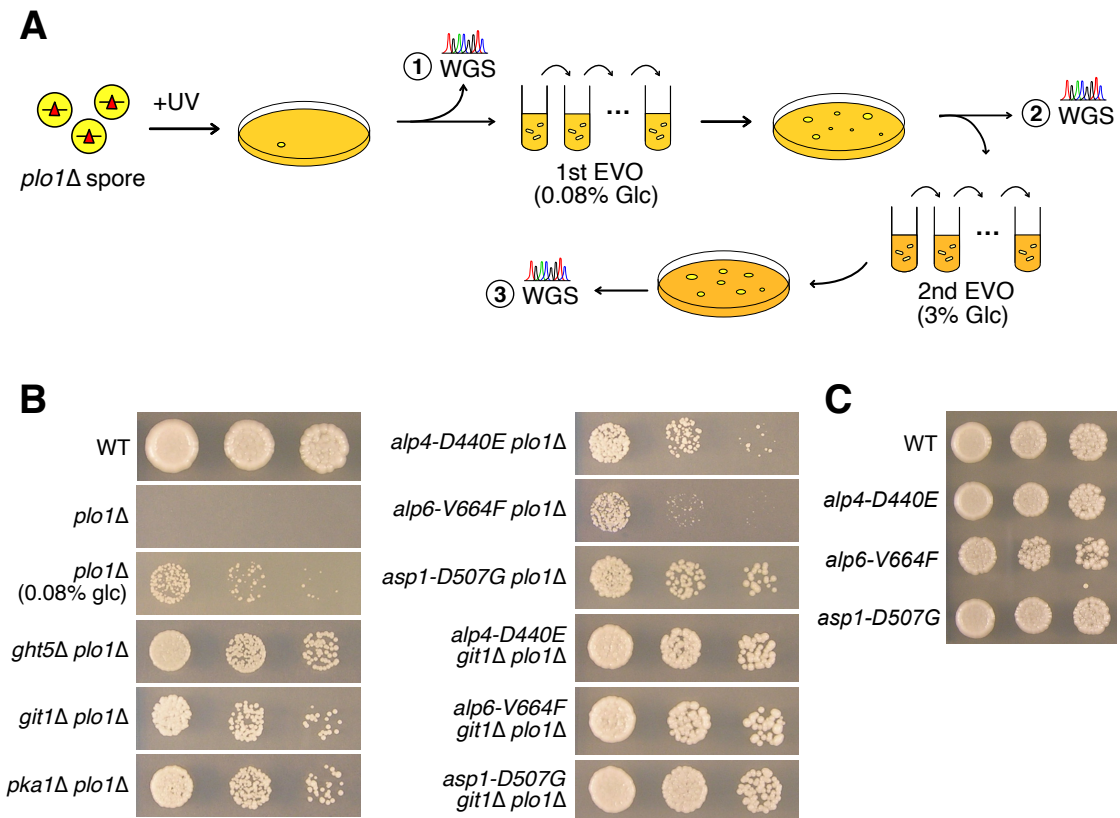 A
+UV
plo1Δ spore
① WGS
...
1st EVO
(0.08% Glc)
② WGS
...
2nd EVO
(3% Glc)
③ WGS
B
WT
plo1Δ
plo1Δ
(0.08% glc)
ght5Δ plo1Δ
git1Δ plo1Δ
pka1Δ plo1Δ
alp4-D440E plo1Δ
alp6-V664F plo1Δ
asp1-D507G plo1Δ
alp4-D440E
git1Δ plo1Δ
alp6-V664F
git1Δ plo1Δ
asp1-D507G
git1Δ plo1Δ
C
WT
alp4-D440E
alp6-V664F
asp1-D507G